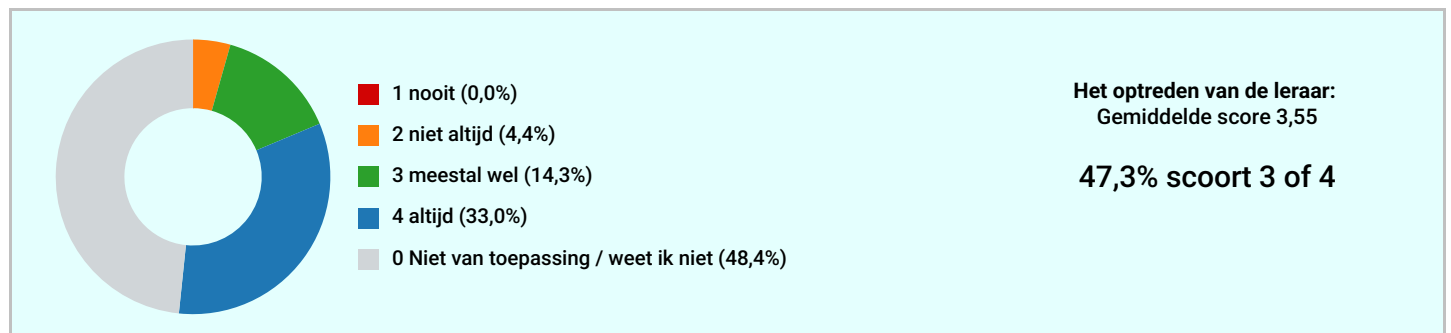 1 nooit (0,0%)
2 niet altijd (4,4%)
3 meestal wel (14,3%)
4 altijd (33,0%)
0 Niet van toepassing / weet ik niet (48,4%)
Het optreden van de leraar:
Gemiddelde score 3,55
47,3% scoort 3 of 4